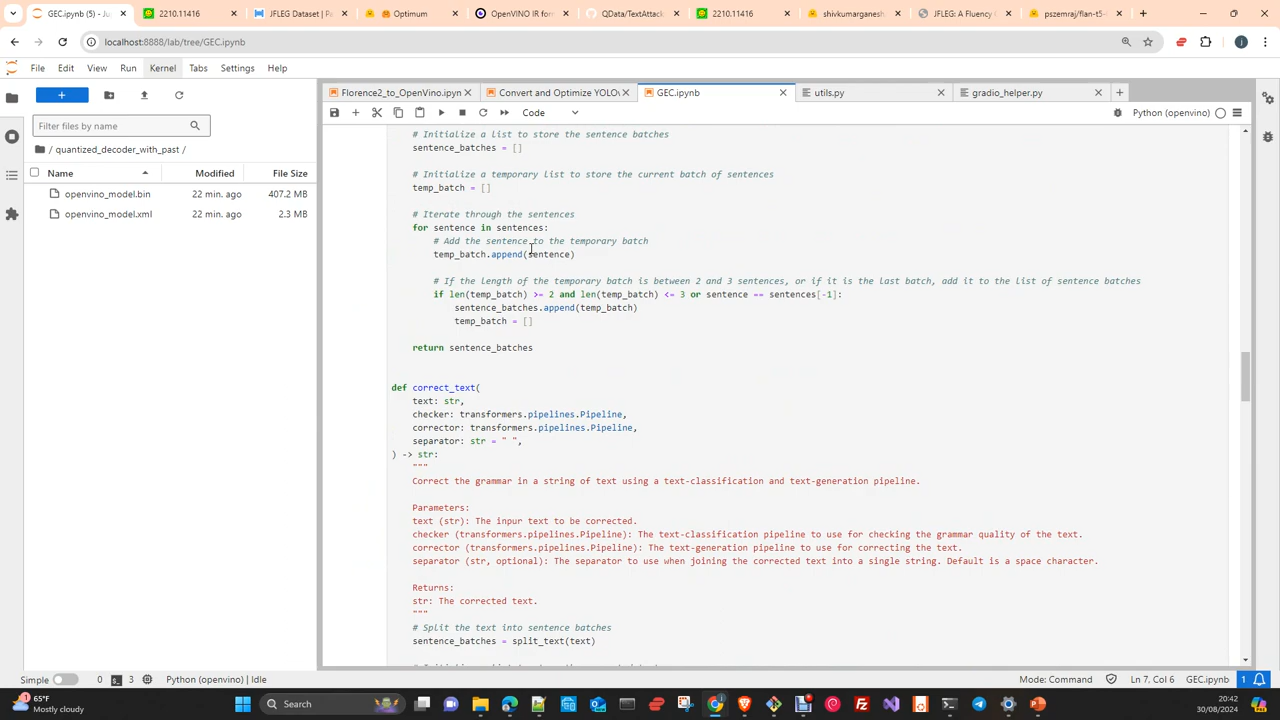 GEC.ipynb (5) - Ju
2210.11416
JFLEG Dataset | Pa
Optimum
OpenVINO IR form
QData/TextAttack
2210.11416
shivkumarganesh
JFLEG: A Fluency
pszemraj/flan-t5-
localhost:8888/lab/tree/GEC.ipynb
File Edit View Run Kernel Tabs Settings Help
Florence2_to_OpenVino.ipyn
Convert and Optimize YOLO
GEC.ipynb
utils.py
gradio_helper.py
Code
Python (openvino)
Filter files by name
/ quantized_decoder_with_past /
Name Modified File Size
openvino_model.bin 22 min. ago 407.2 MB
openvino_model.xml 22 min. ago 2.3 MB
# Initialize a list to store the sentence batches
sentence_batches = []
# Initialize a temporary list to store the current batch of sentences
temp_batch = []
# Iterate through the sentences
for sentence in sentences:
# Add the sentence to the temporary batch
temp_batch.append(sentence)
# If the length of the temporary batch is between 2 and 3 sentences, or if it is the last batch, add it to the list of sentence batches
if len(temp_batch) >= 2 and len(temp_batch) <= 3 or sentence == sentences[-1]:
sentence_batches.append(temp_batch)
temp_batch = []
return sentence_batches
def correct_text(
text: str,
checker: transformers.pipelines.Pipeline,
corrector: transformers.pipelines.Pipeline,
separator: str = " ",
) -> str:
"""
Correct the grammar in a string of text using a text-classification and text-generation pipeline.
Parameters:
text (str): The inpur text to be corrected.
checker (transformers.pipelines.Pipeline): The text-classification pipeline to use for checking the grammar quality of the text.
corrector (transformers.pipelines.Pipeline): The text-generation pipeline to use for correcting the text.
separator (str, optional): The separator to use when joining the corrected text into a single string. Default is a space character.
Returns:
str: The corrected text.
"""
# Split the text into sentence batches
sentence_batches = split_text(text)
Simple 0 3 Python (openvino) | Idle
Mode: Command Ln 7, Col 6 GEC.ipynb 1
65°F
Mostly cloudy
Search
20:42
30/08/2024